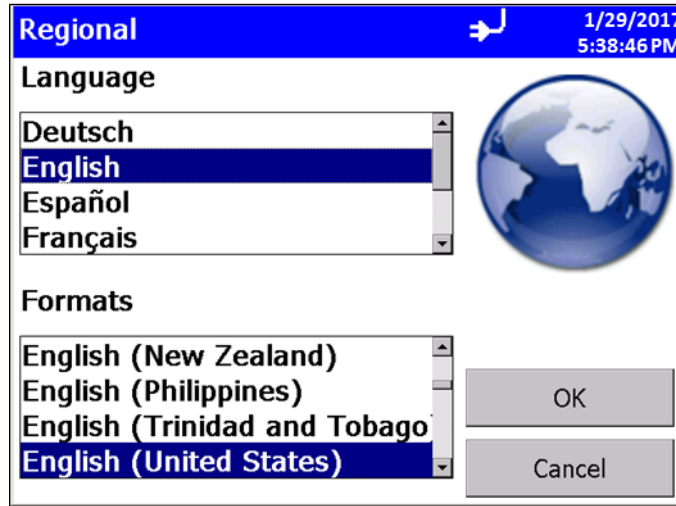 Regional
1/29/2017
5:38:46 PM
Language
Deutsch
English
Español
Français
Formats
English (New Zealand)
English (Philippines)
English (Trinidad and Tobago)
English (United States)
OK
Cancel